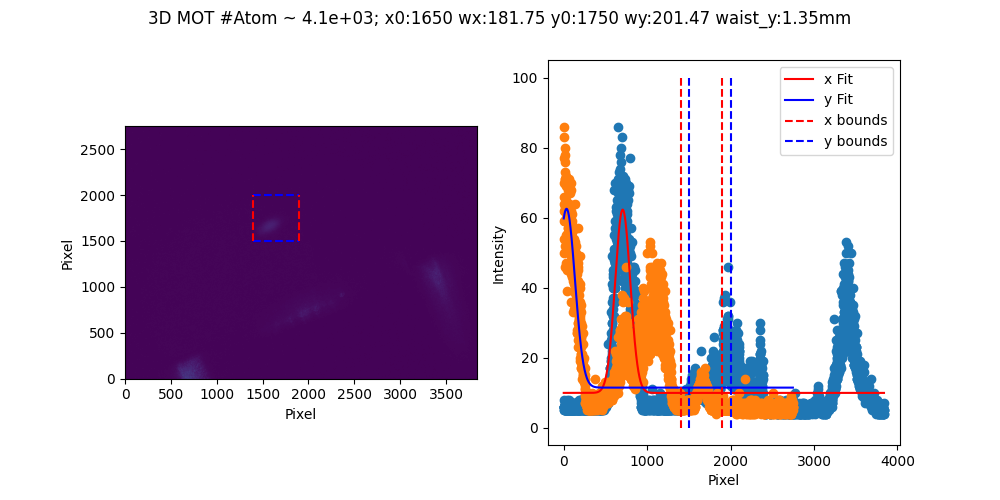 3D MOT #Atom ~ 4.1e+03; x0:1650 wx:181.75 y0:1750 wy:201.47 waist_y:1.35mm
2500
2000
1500
1000
500
0
Pixel
0 500 1000 1500 2000 2500 3000 3500
Pixel
100
80
60
40
20
0
Intensity
x Fit
y Fit
x bounds
y bounds
0 1000 2000 3000 4000
Pixel